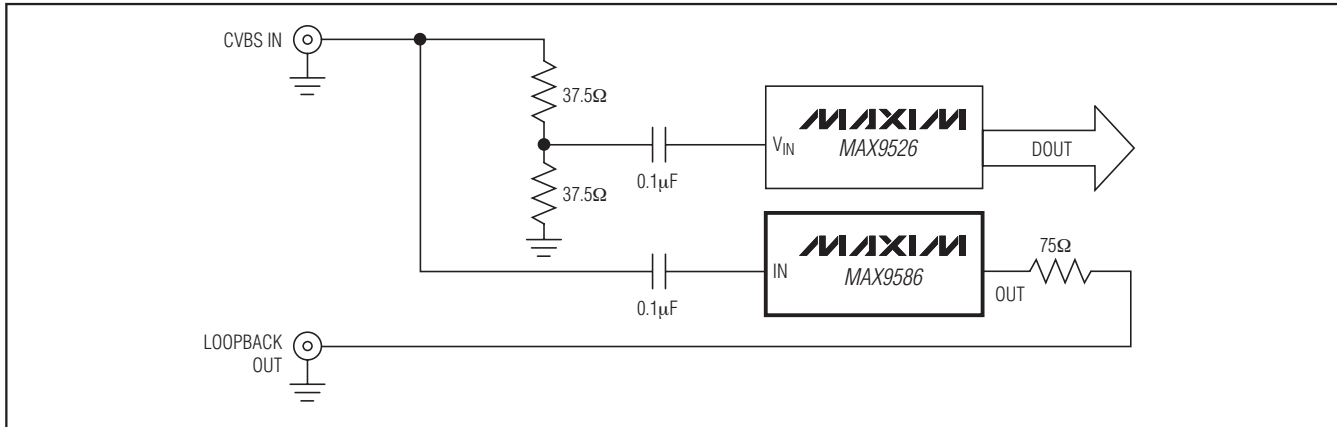 CVBS IN
37.5Ω
MAXIM
MAX9526
VIN
DOUT
0.1µF
37.5Ω
MAXIM
MAX9586
IN
OUT
75Ω
0.1µF
LOOPBACK
OUT